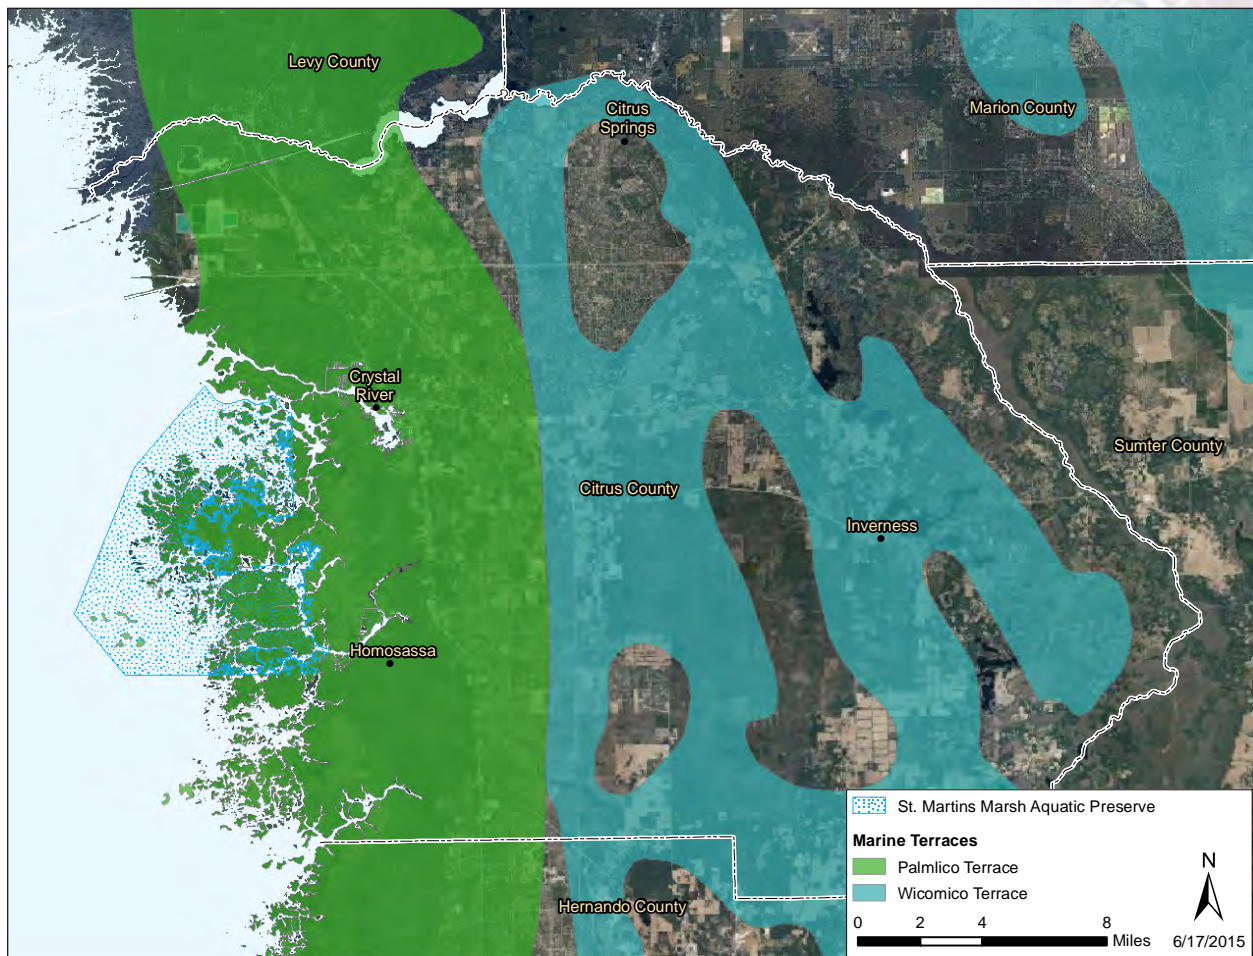 Levy County
Citrus
Springs
Marion County
Crystal
River
Sumter County
Citrus County
Inverness
Homosassa
Hernando County
St. Martins Marsh Aquatic Preserve
Marine Terraces
Palmlico Terrace
Wicomico Terrace
N
0 2 4 8
Miles
6/17/2015